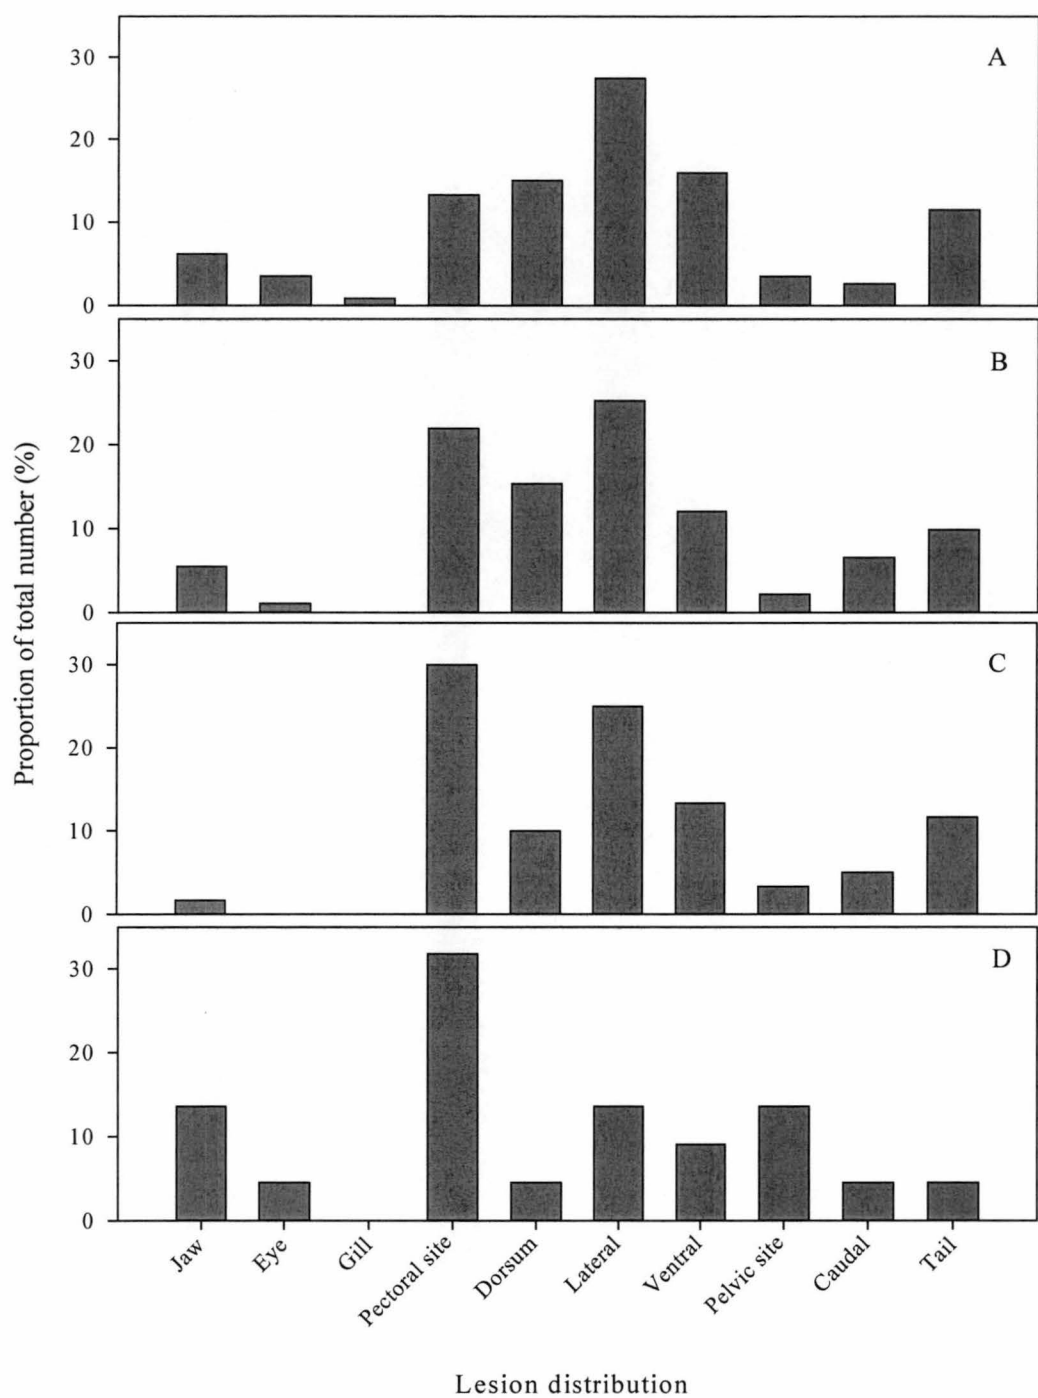 Proportion of total number (%)
A
30
20
10
0
B
30
20
10
0
C
30
20
10
0
D
30
20
10
0
Jaw
Eye
Gill
Pectoral site
Dorsum
Lateral
Ventral
Pelvic site
Caudal
Tail
Lesion distribution